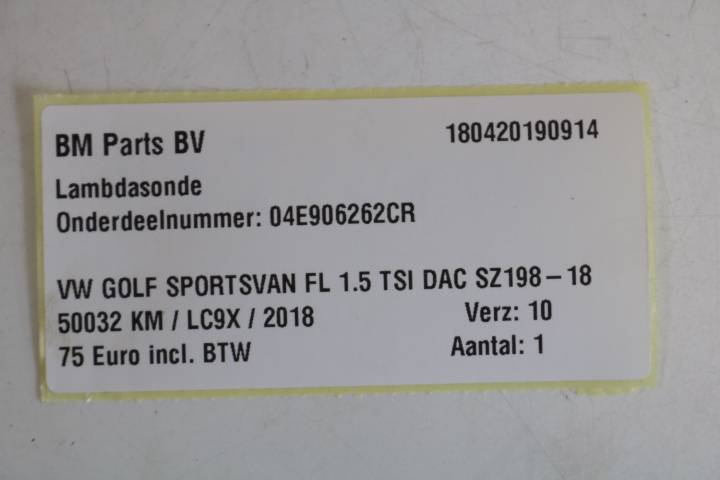 BM Parts BV 180420190914
Lambdasonde
Onderdeelnummer: 04E906262CR
VW GOLF SPORTSVAN FL 1.5 TSI DAC SZ198-18
50032 KM / LC9X / 2018 Verz: 10
75 Euro incl. BTW Aantal: 1